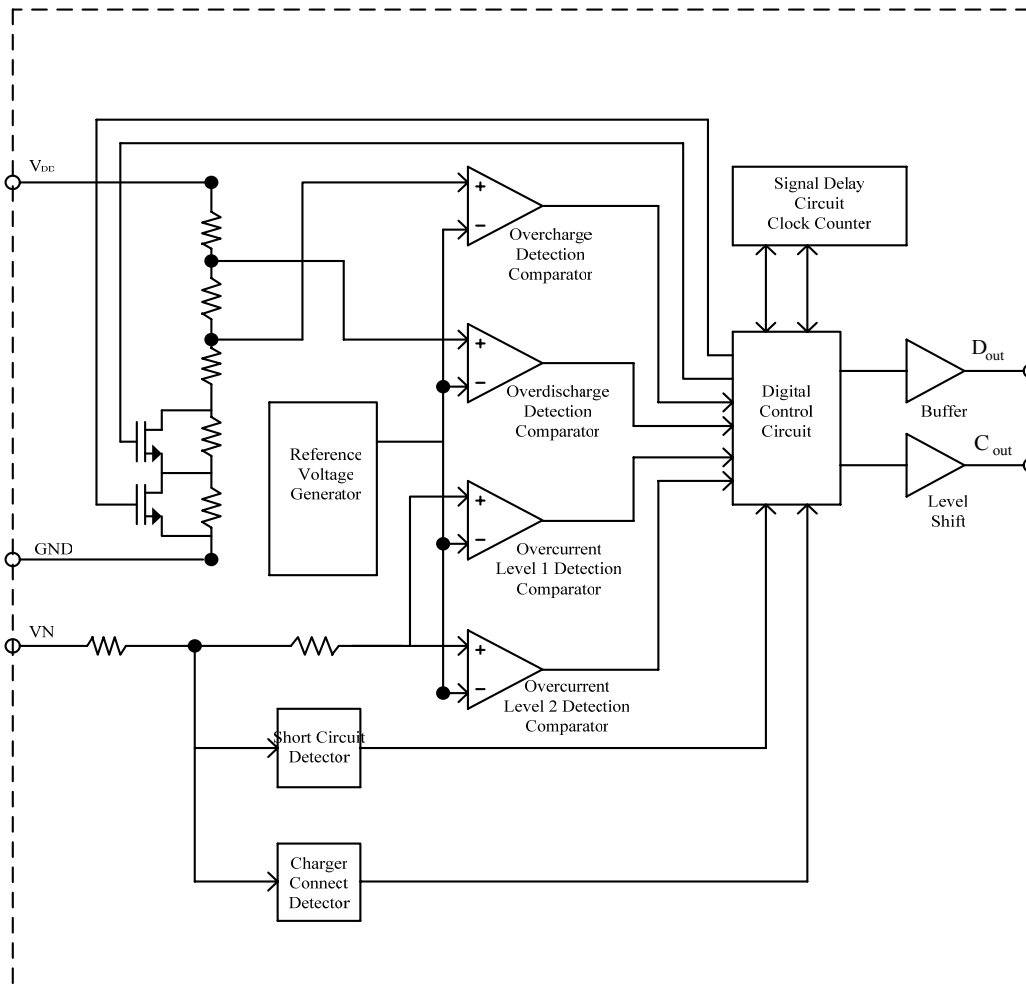 VDD
+
−
Overcharge
Detection
Comparator
Signal Delay
Circuit
Clock Counter
+
−
Overdischarge
Detection
Comparator
Reference
Voltage
Generator
Digital
Control
Circuit
Dout
Buffer
Cout
Level
Shift
GND
+
−
Overcurrent
Level 1 Detection
Comparator
VN
+
−
Overcurrent
Level 2 Detection
Comparator
Short Circuit
Detector
Charger
Connect
Detector